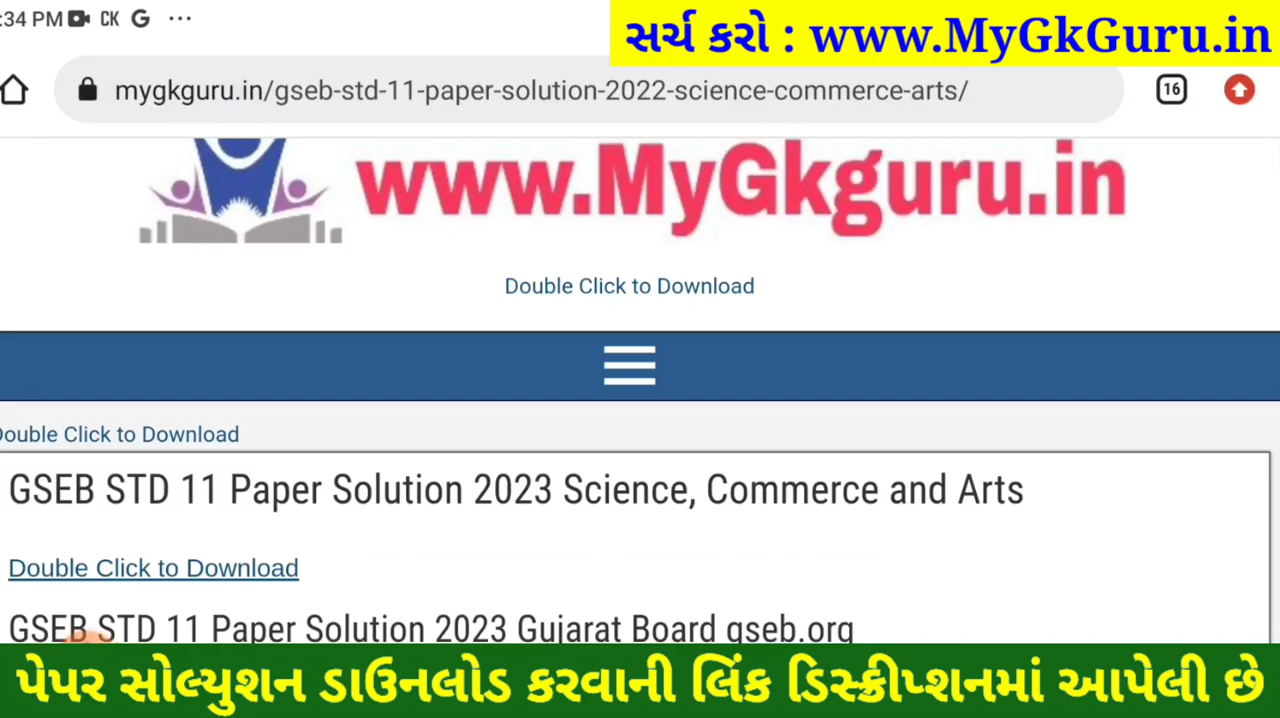 :34 PM CK G ...
સર્ચ કરો : www.MyGkGuru.in
mygkguru.in/gseb-std-11-paper-solution-2022-science-commerce-arts/
16
www.MyGkguru.in
Double Click to Download
Double Click to Download
GSEB STD 11 Paper Solution 2023 Science, Commerce and Arts
Double Click to Download
GSEB STD 11 Paper Solution 2023 Gujarat Board gseb.org
પેપર સોલ્યુશન ડાઉનલોડ કરવાની લિંક ડિસ્ક્રીપ્શનમાં આપેલી છે